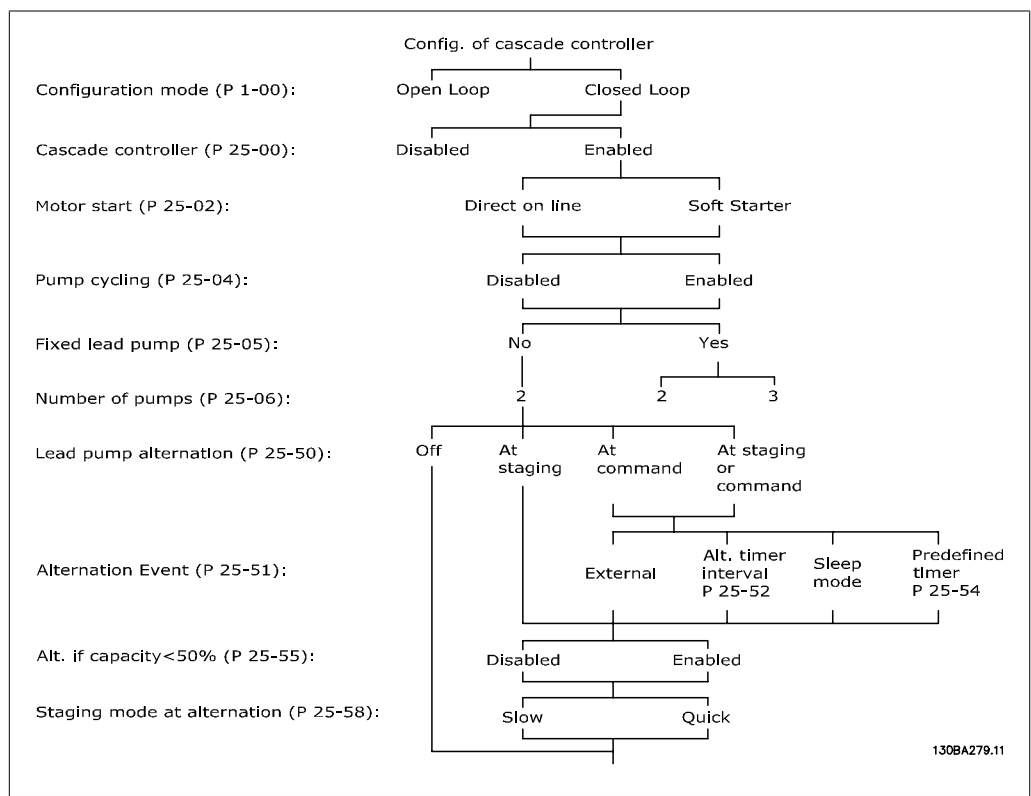 Config. of cascade controller
Configuration mode (P 1-00): Open Loop Closed Loop
Cascade controller (P 25-00): Disabled Enabled
Motor start (P 25-02): Direct on line Soft Starter
Pump cycling (P 25-04): Disabled Enabled
Fixed lead pump (P 25-05): No Yes
Number of pumps (P 25-06): 2 2 3
Lead pump alternation (P 25-50): Off At staging At command At staging or command
Alternation Event (P 25-51): External Alt. timer interval P 25-52 Sleep mode Predefined timer P 25-54
Alt. if capacity<50% (P 25-55): Disabled Enabled
Staging mode at alternation (P 25-58): Slow Quick
130BA279.11